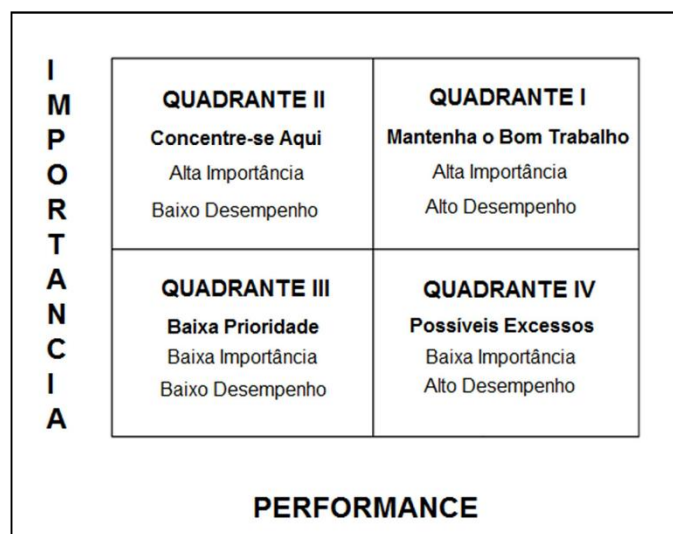 IMPORTANCIA
QUADRANTE II
Concentre-se Aqui
Alta Importância
Baixo Desempenho
QUADRANTE I
Mantenha o Bom Trabalho
Alta Importância
Alto Desempenho
QUADRANTE III
Baixa Prioridade
Baixa Importância
Baixo Desempenho
QUADRANTE IV
Possíveis Excessos
Baixa Importância
Alto Desempenho
PERFORMANCE